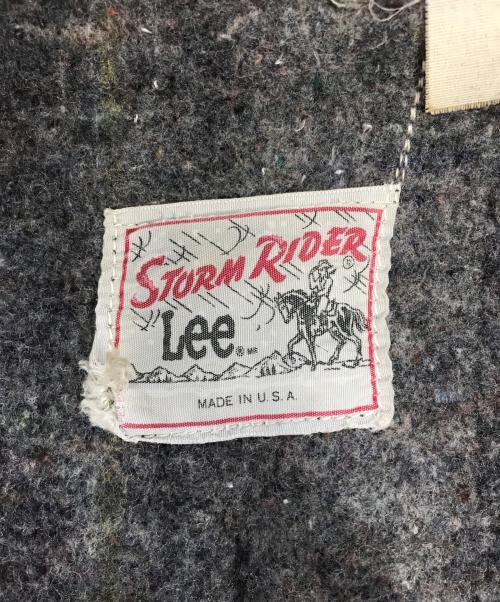 STORM RIDER
®
Lee® MR
MADE IN U.S.A.